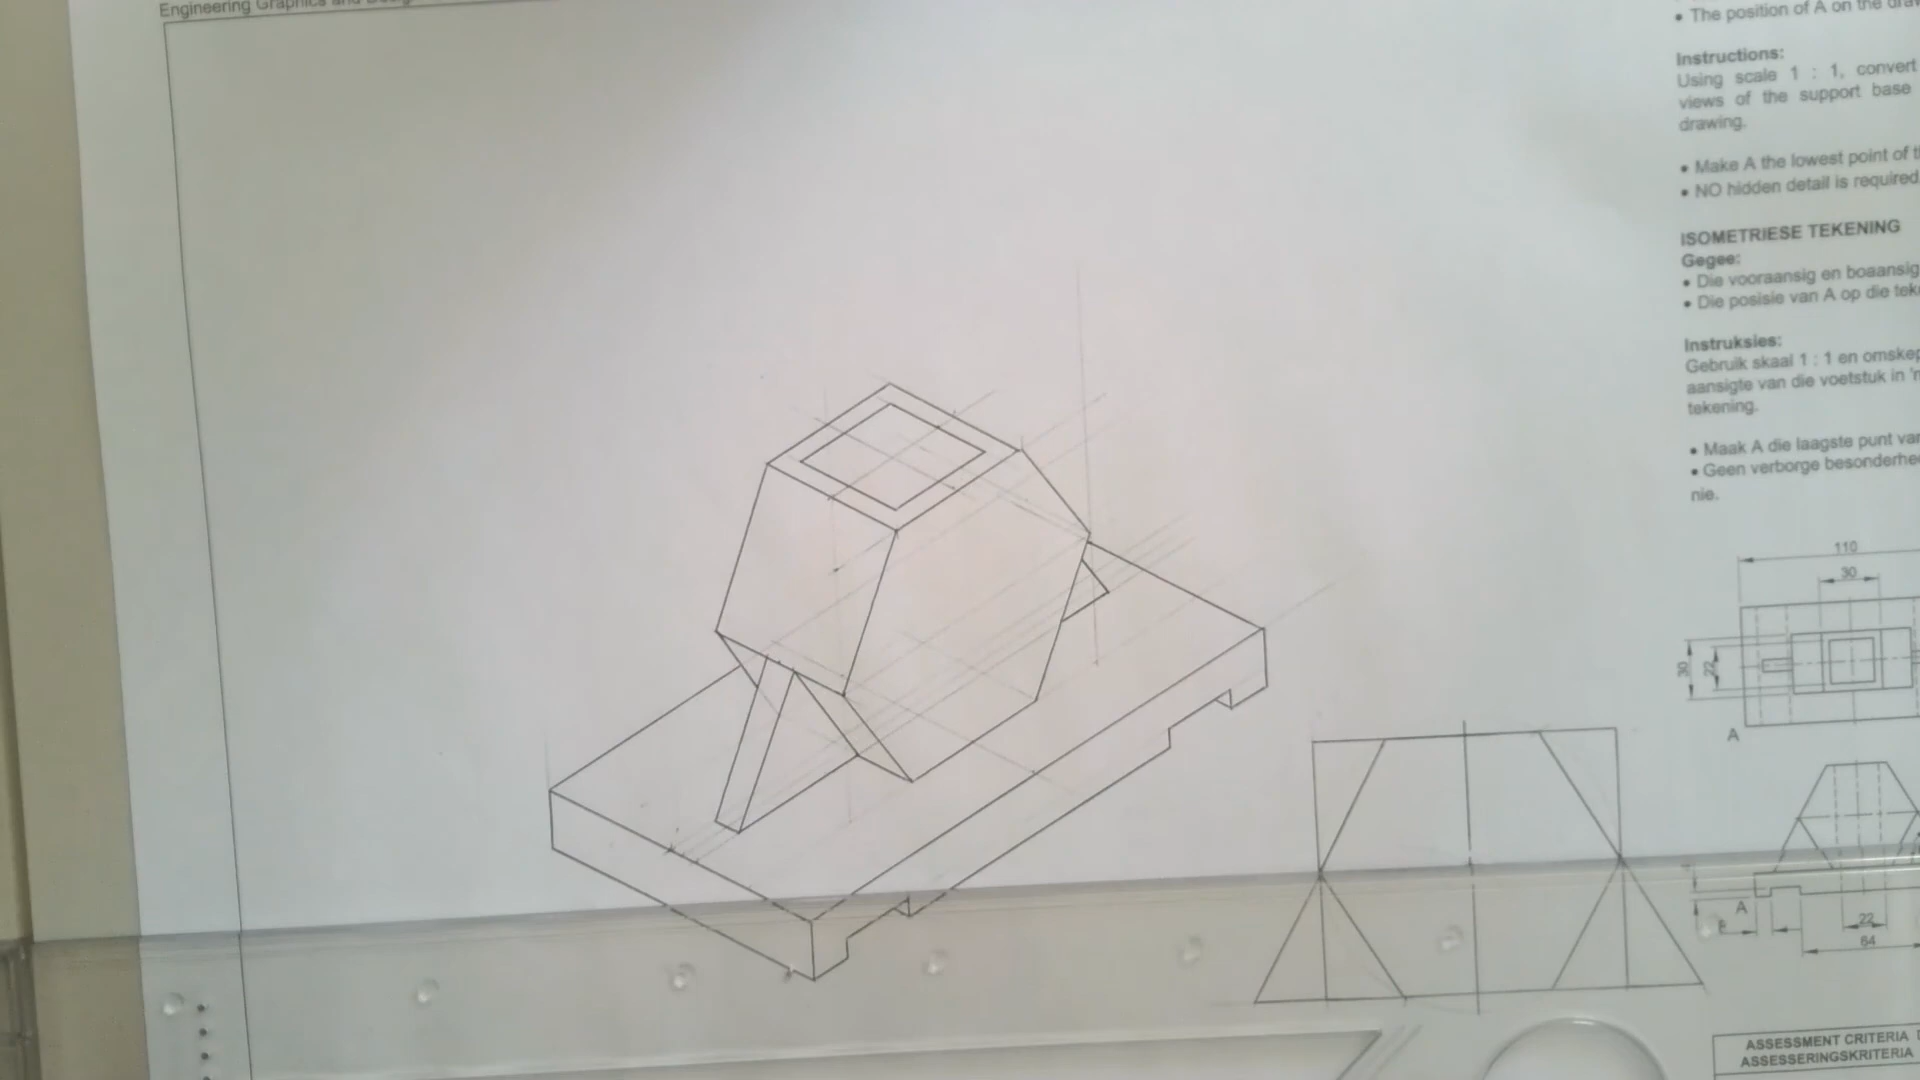 Engineering Graphics and
• The position of A on the
Instructions:
Using scale 1 : 1, convert
views of the support base
drawing.
• Make A the lowest point of
• NO hidden detail is required
ISOMETRIESE TEKENING
Gegee:
• Die vooraansig en boaansig
• Die posisie van A op die
Instruksies:
Gebruik skaal 1 : 1 en
aansigte van die voetstuk in
tekening.
• Maak A die laagste punt
• Geen verborge
nie.
110
30
30
22
A
A
22
64
ASSESSMENT CRITERIA
ASSESSERINGSKRITERIA